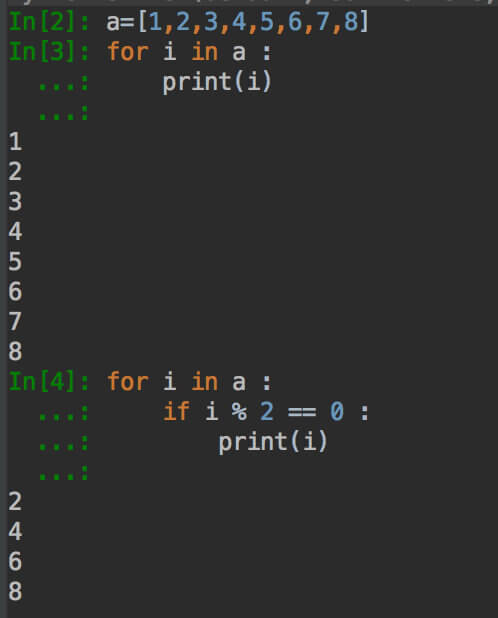 In[2]: a=[1,2,3,4,5,6,7,8]
In[3]: for i in a :
  ...:     print(i)
  ...:
1
2
3
4
5
6
7
8
In[4]: for i in a :
  ...:     if i % 2 == 0 :
  ...:         print(i)
  ...:
2
4
6
8